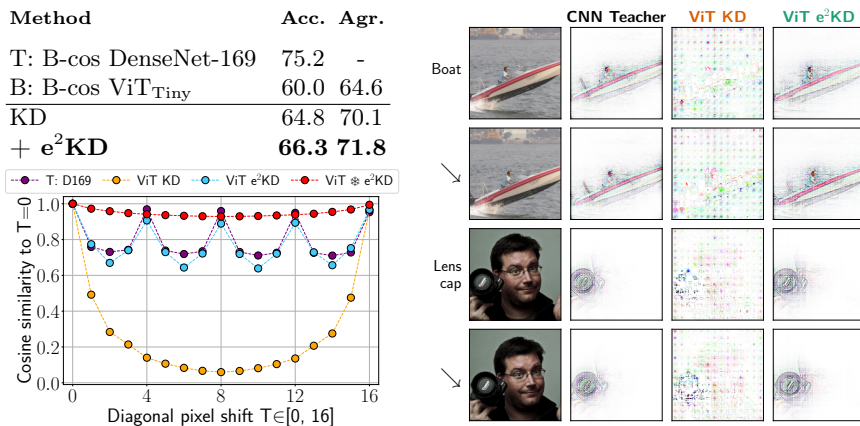 Method Acc. Agr.
T: B-cos DenseNet-169 75.2 -
B: B-cos ViT_Tiny 60.0 64.6
KD 64.8 70.1
+ e²KD 66.3 71.8
T: D169 ViT KD ViT e²KD ViT ❄ e²KD
Cosine similarity to T=0
1.0
0.8
0.6
0.4
0.2
0.0
0 4 8 12 16
Diagonal pixel shift T∈[0, 16]
CNN Teacher ViT KD ViT e²KD
Boat
↘
Lens
cap
↘